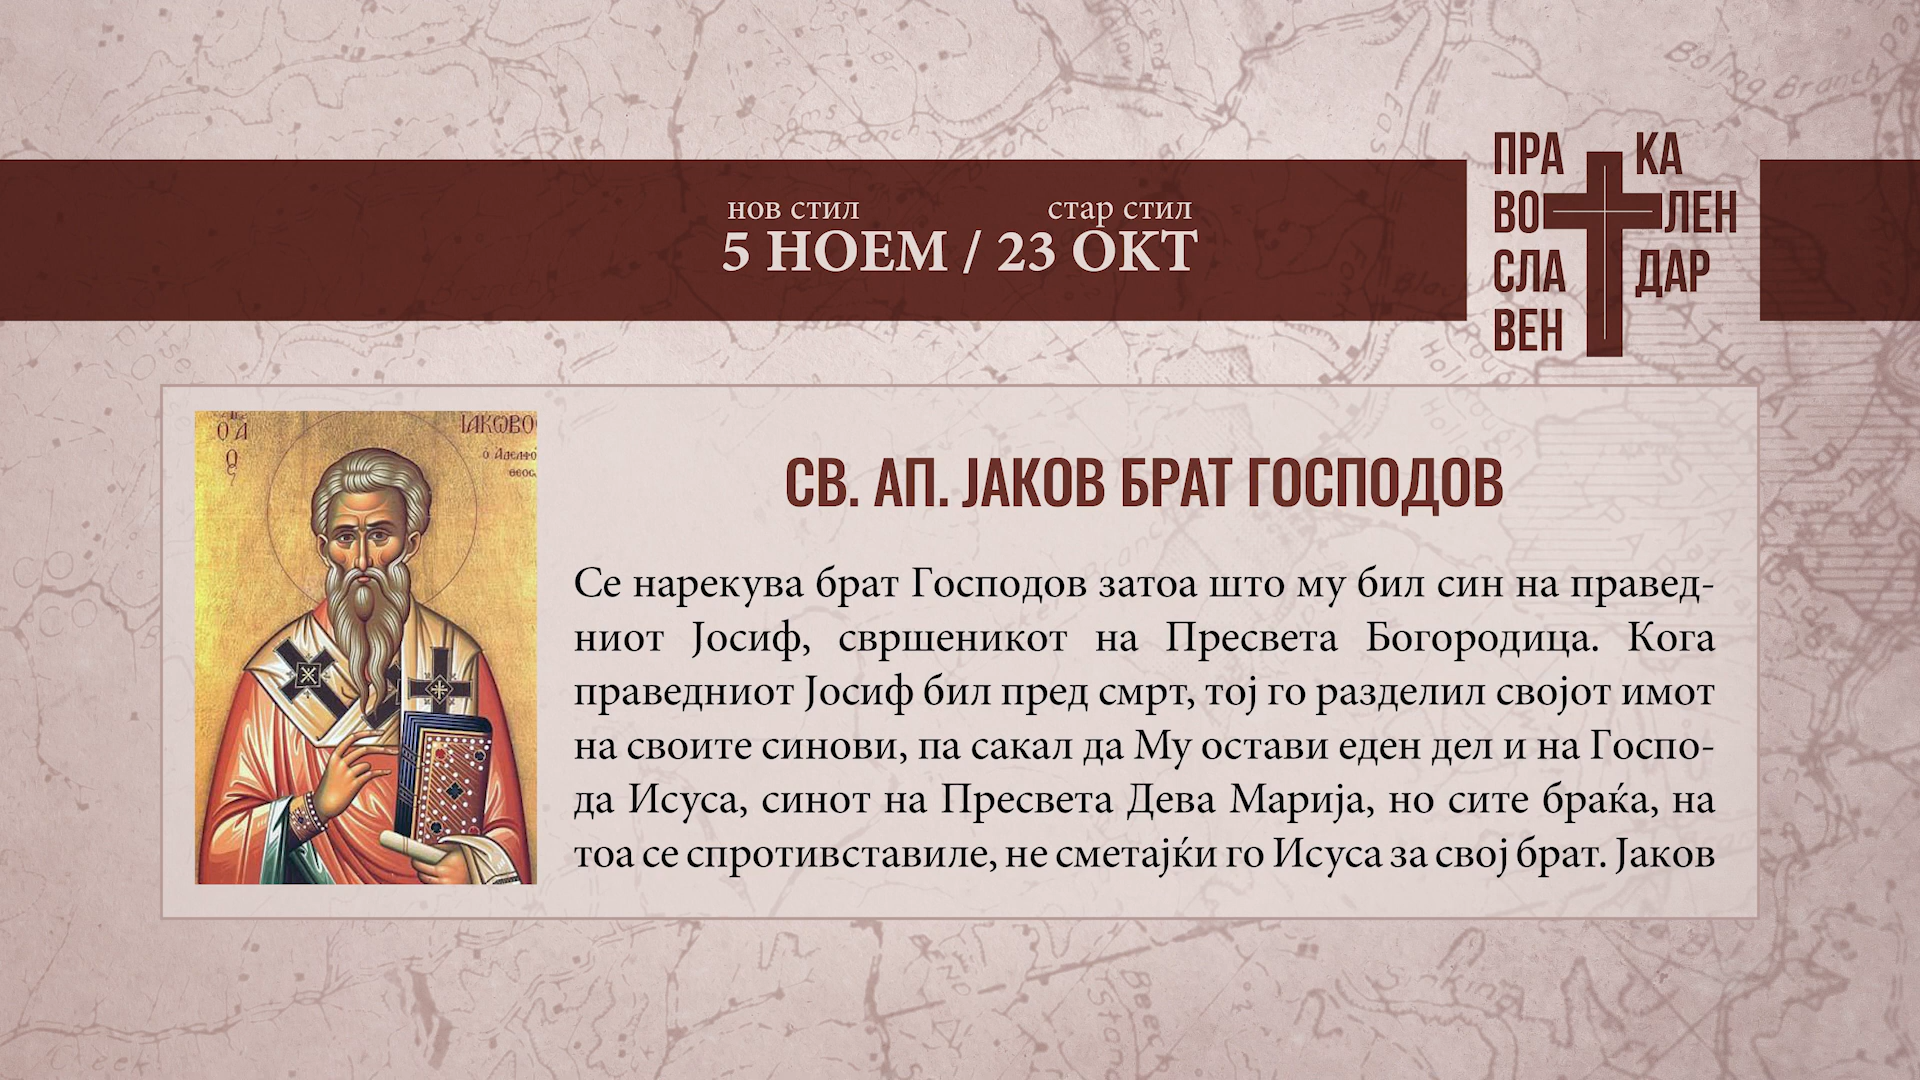 нов стил стар стил
5 НОЕМ / 23 ОКТ
ПРА КА
ВО ЛЕН
СЛА ДАР
ВЕН
ΙΑΚΩΒΟ
СВ. АП. ЈАКОВ БРАТ ГОСПОДОВ
Се нарекува брат Господов затоа што му бил син на правед-
ниот Јосиф, свршеникот на Пресвета Богородица. Кога
праведниот Јосиф бил пред смрт, тој го разделил својот имот
на своите синови, па сакал да Му остави еден дел и на Госпо-
да Исуса, синот на Пресвета Дева Марија, но сите браќа, на
тоа се спротивставиле, не сметајќи го Исуса за свој брат. Јаков